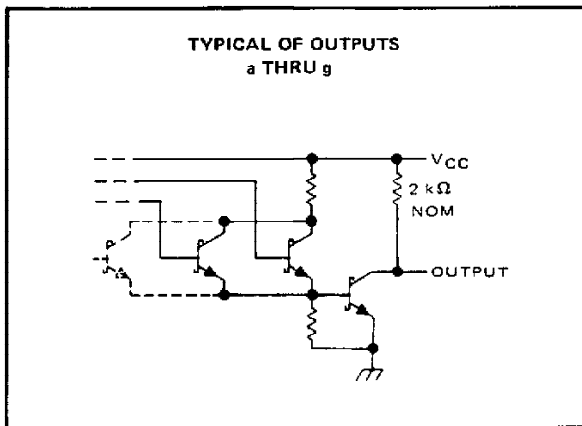 TYPICAL OF OUTPUTS
a THRU g
VCC
2 kΩ
NOM
OUTPUT